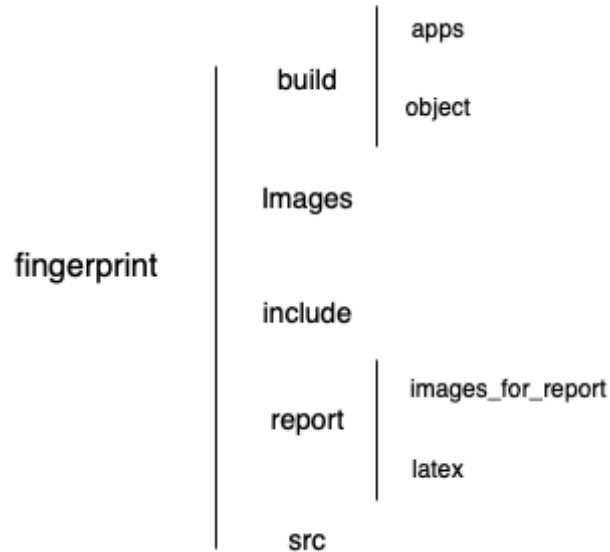 apps
build
object
Images
fingerprint
include
images_for_report
report
latex
src